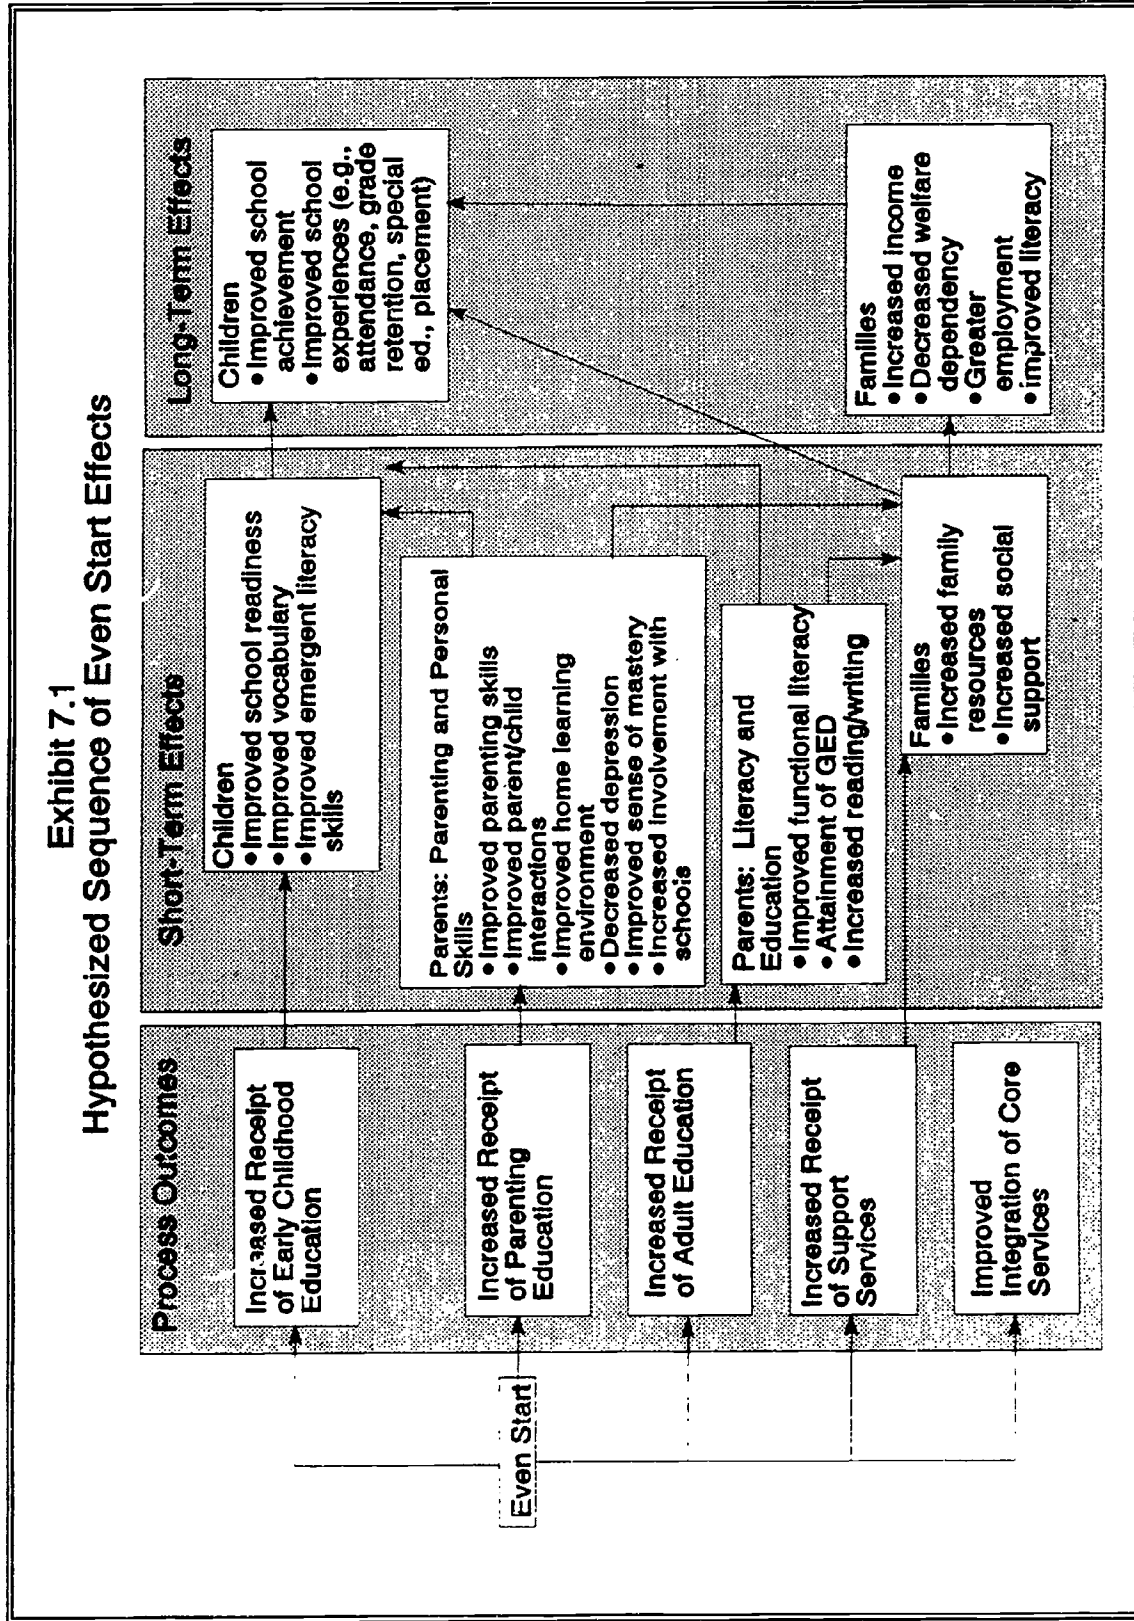 Exhibit 7.1
Hypothesized Sequence of Even Start Effects
Even Start
Process Outcomes
Increased Receipt
of Early Childhood
Education
Increased Receipt
of Parenting
Education
Increased Receipt
of Adult Education
Increased Receipt
of Support
Services
Improved
Integration of Core
Services
Short-Term Effects
Children
• Improved school readiness
• Improved vocabulary
• Improved emergent literacy
skills
Parents: Parenting and Personal
Skills
• Improved parenting skills
• Improved parent/child
interactions
• Improved home learning
environment
• Decreased depression
• Improved sense of mastery
• Increased involvement with
schools
Parents: Literacy and
Education
• Improved functional literacy
• Attainment of GED
• Increased reading/writing
Families
• Increased family
resources
• Increased social
support
Long-Term Effects
Children
• Improved school
achievement
• Improved school
experiences (e.g.,
attendance, grade
retention, special
ed., placement)
Families
• Increased income
• Decreased welfare
dependency
• Greater
employment
• improved literacy